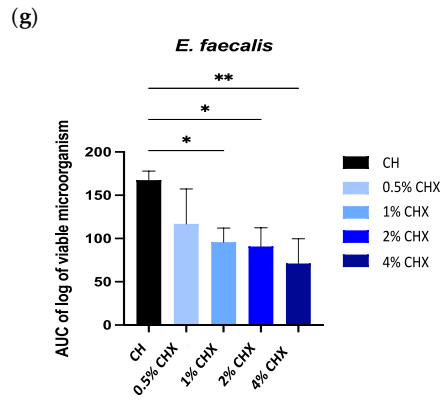 (g)
E. faecalis
**
*
*
AUC of log of viable microorganism
200
150
100
50
0
CH
0.5% CHX
1% CHX
2% CHX
4% CHX
CH
0.5% CHX
1% CHX
2% CHX
4% CHX